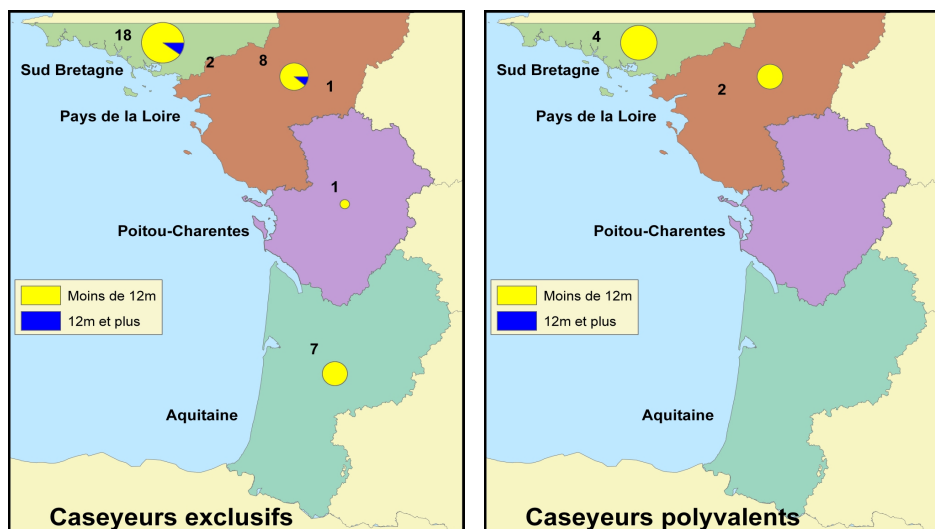 18
2
8
1
Sud Bretagne
Pays de la Loire
1
Poitou-Charentes
Moins de 12m
12m et plus
7
Aquitaine
Caseyeurs exclusifs
4
Sud Bretagne
2
Pays de la Loire
Poitou-Charentes
Moins de 12m
12m et plus
Aquitaine
Caseyeurs polyvalents